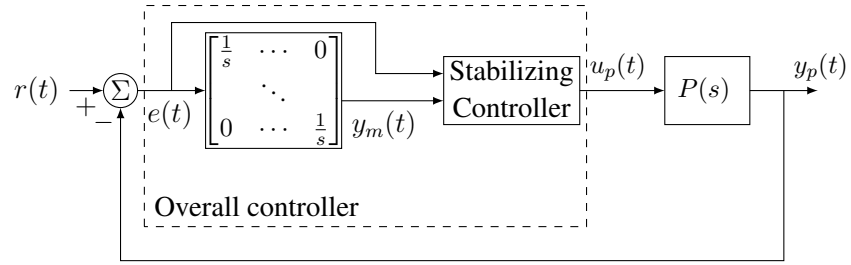 r(t)
+
−
Σ
e(t)
1/s ⋯ 0
⋱
0 ⋯ 1/s
y_m(t)
Stabilizing
Controller
u_p(t)
P(s)
y_p(t)
Overall controller